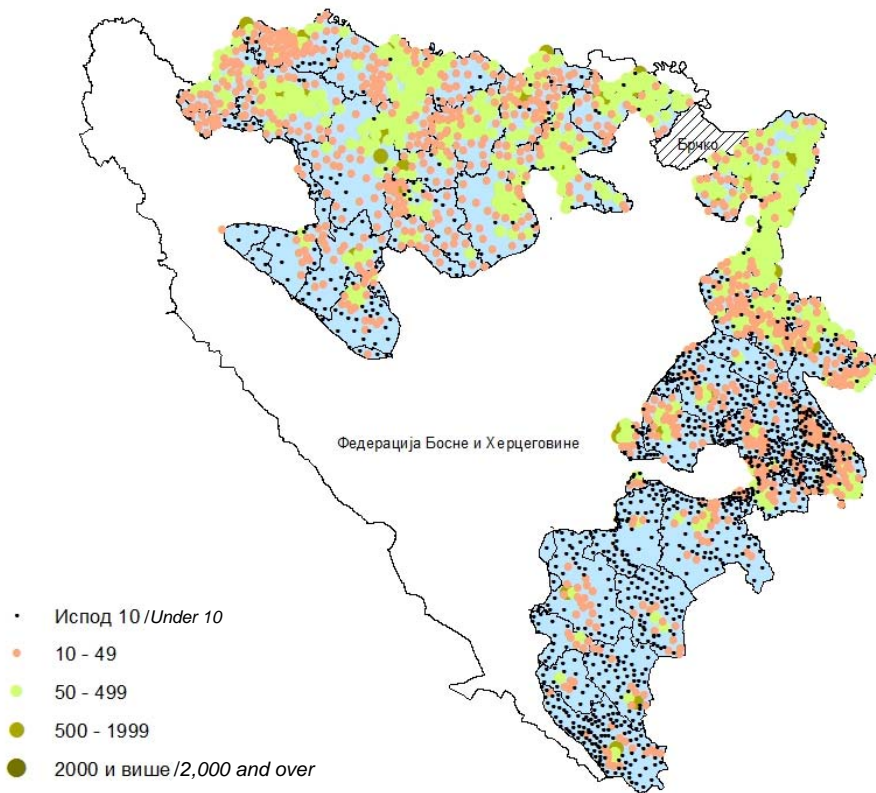 Брчко
Федерација Босне и Херцеговине
Испод 10 /Under 10
10 - 49
50 - 499
500 - 1999
2000 и више /2,000 and over